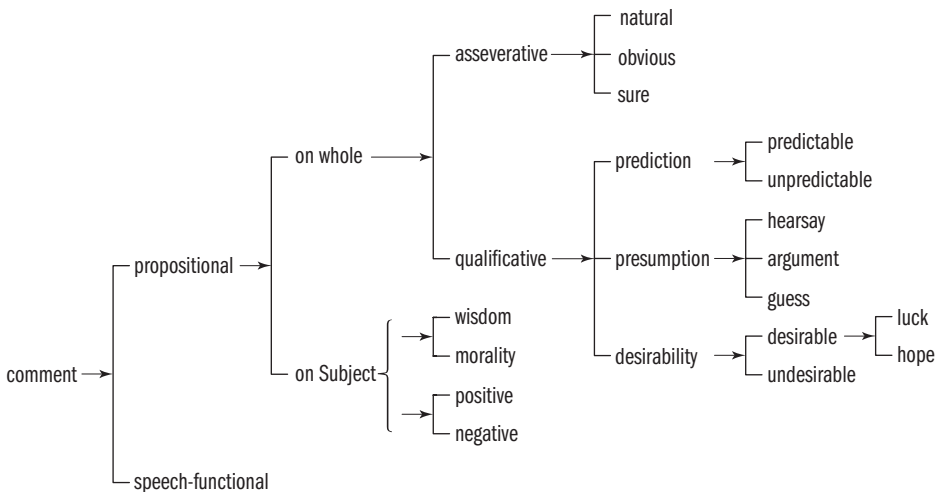 natural
asseverative
obvious
sure
on whole
predictable
prediction
unpredictable
hearsay
propositional
qualificative
presumption
argument
guess
wisdom
luck
desirable
morality
desirability
hope
comment
on Subject
undesirable
positive
negative
speech-functional